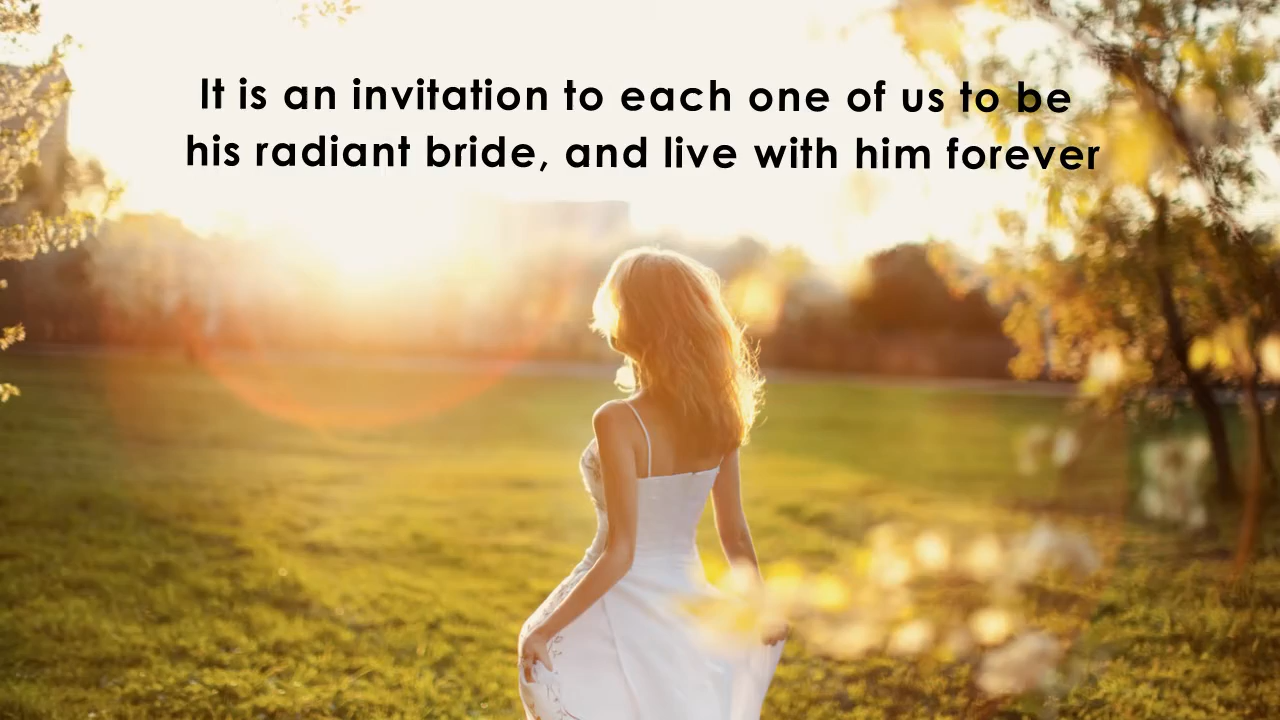 It is an invitation to each one of us to be
his radiant bride, and live with him forever